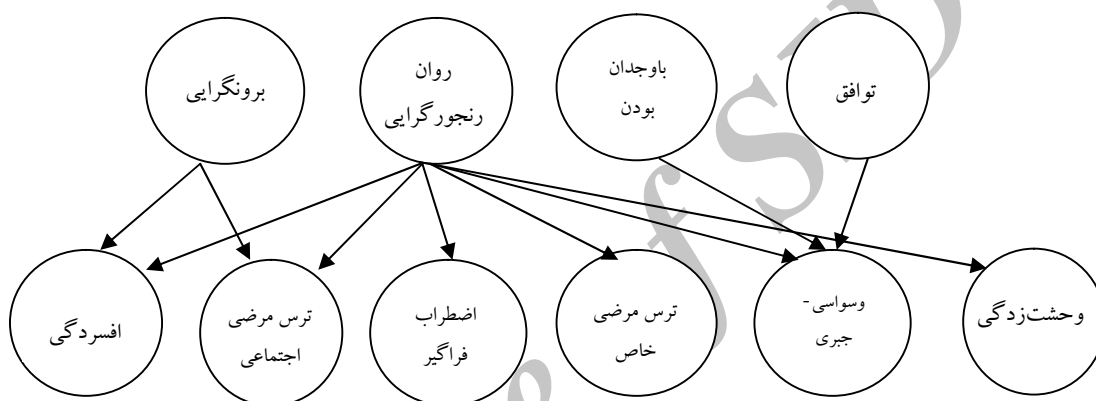 توافق
باوجدان
بودن
روان
رنجورگرایی
برونگرایی
وحشت‌زدگی
وسواسی-
جبری
ترس مرضی
خاص
اضطراب
فراگیر
ترس مرضی
اجتماعی
افسردگی